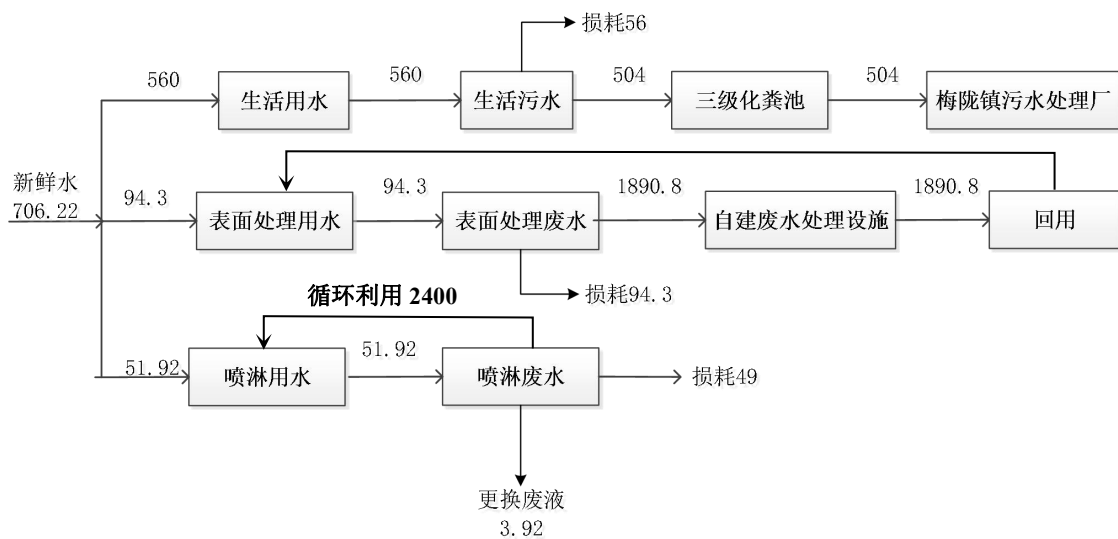 损耗56
560
560
504
504
生活用水
生活污水
三级化粪池
梅陇镇污水处理厂
新鲜水
706.22
94.3
94.3
1890.8
1890.8
表面处理用水
表面处理废水
自建废水处理设施
回用
损耗94.3
循环利用 2400
51.92
51.92
喷淋用水
喷淋废水
损耗49
更换废液
3.92